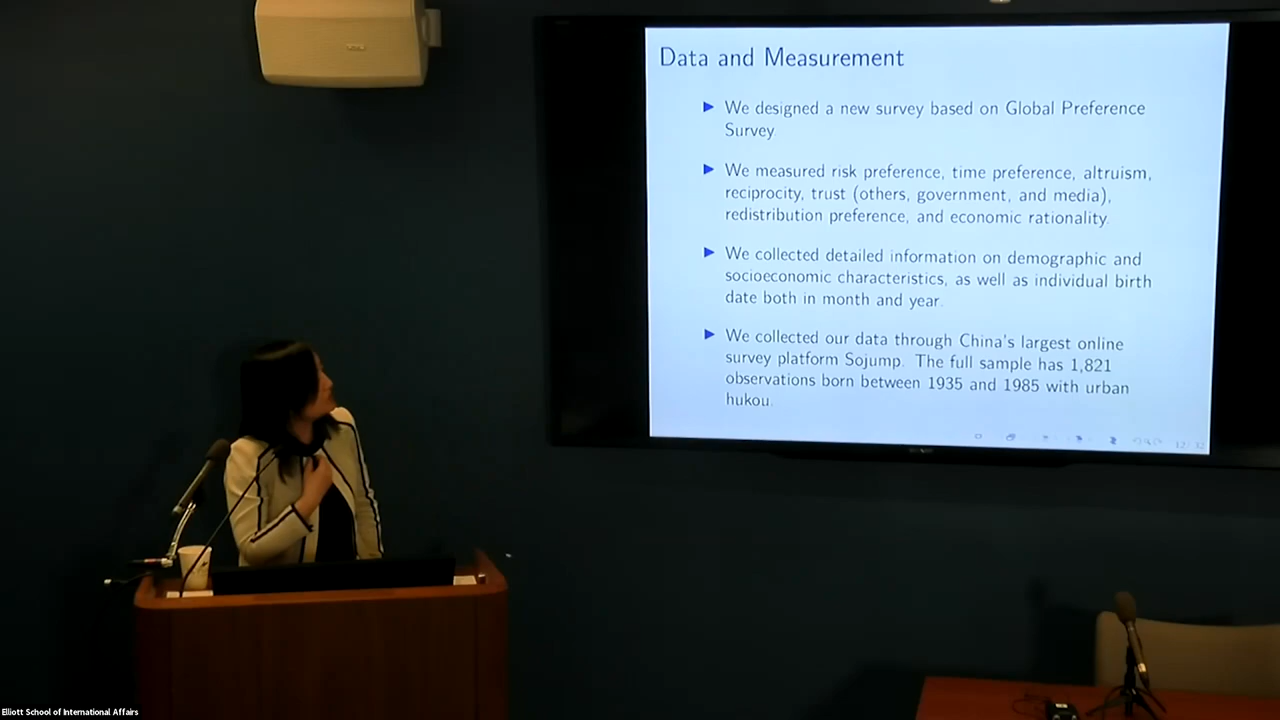 Data and Measurement
We designed a new survey based on Global Preference
Survey.
We measured risk preference, time preference, altruism,
reciprocity, trust (others, government, and media),
redistribution preference, and economic rationality.
We collected detailed information on demographic and
socioeconomic characteristics, as well as individual birth
date both in month and year.
We collected our data through China's largest online
survey platform Sojump. The full sample has 1,821
observations born between 1935 and 1985 with urban
hukou.
Elliott School of International Affairs